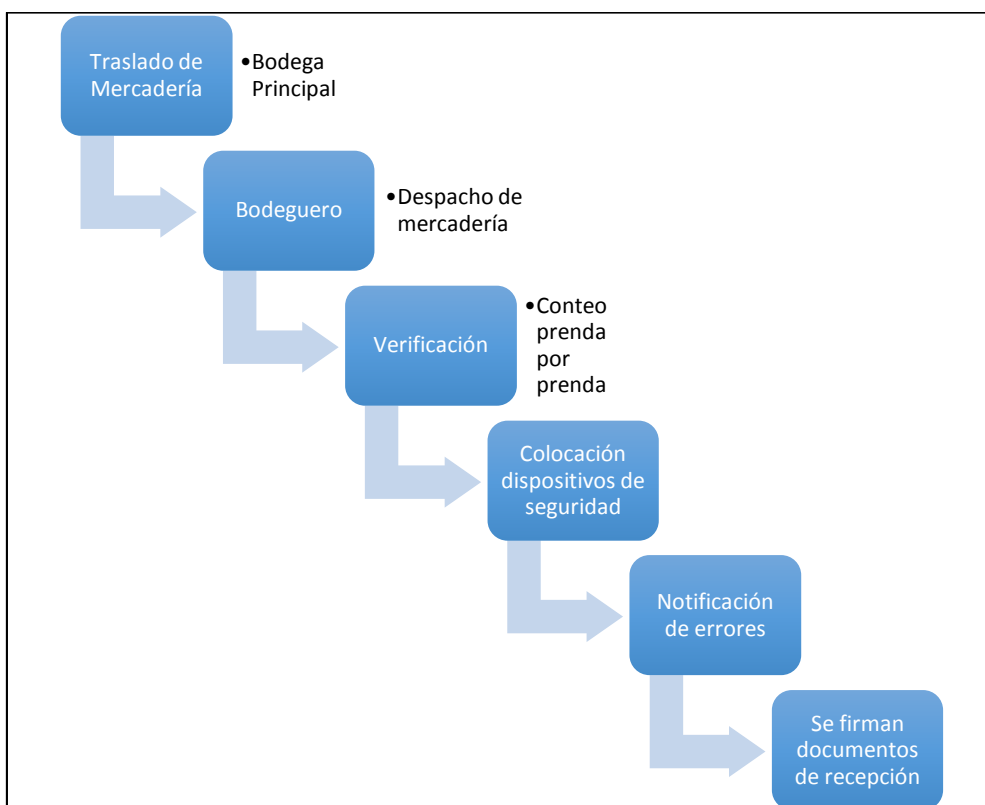 Traslado de
Mercadería
•Bodega
Principal
Bodeguero
•Despacho de
mercadería
Verificación
•Conteo
prenda
por
prenda
Colocación
dispositivos de
seguridad
Notificación
de errores
Se firman
documentos
de recepción